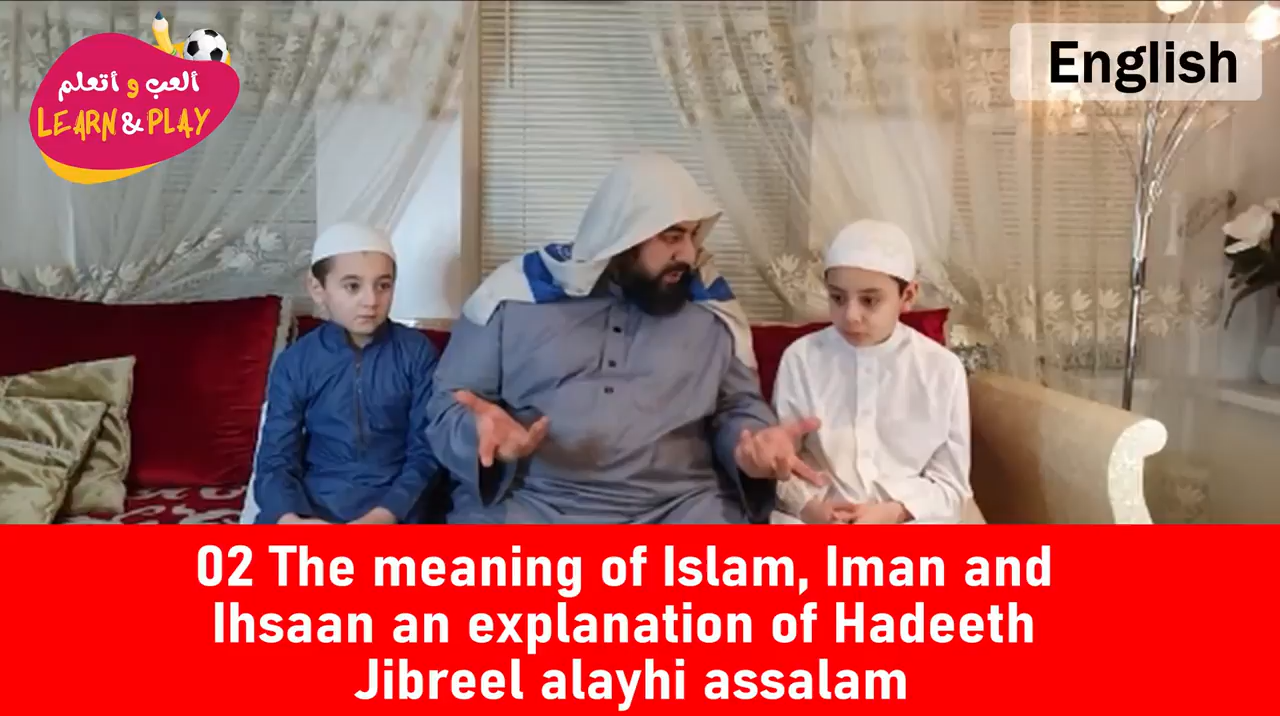 ألعب و أتعلم
LEARN & PLAY
English
02 The meaning of Islam, Iman and
Ihsaan an explanation of Hadeeth
Jibreel alayhi assalam